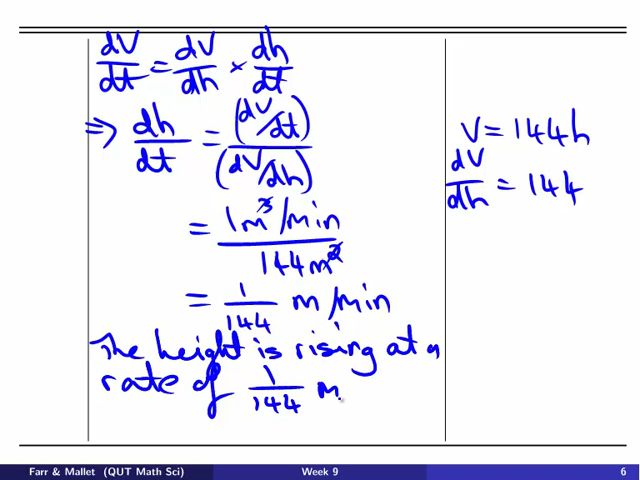 dV/dt = dV/dh × dh/dt
⇒ dh/dt = (dV/dt)/(dV/dh)
= 1m³/min / 144m²
= 1/144 m/min
The height is rising at a
rate of 1/144 m
V = 144h
dV/dh = 144
Farr & Mallet (QUT Math Sci) Week 9 6